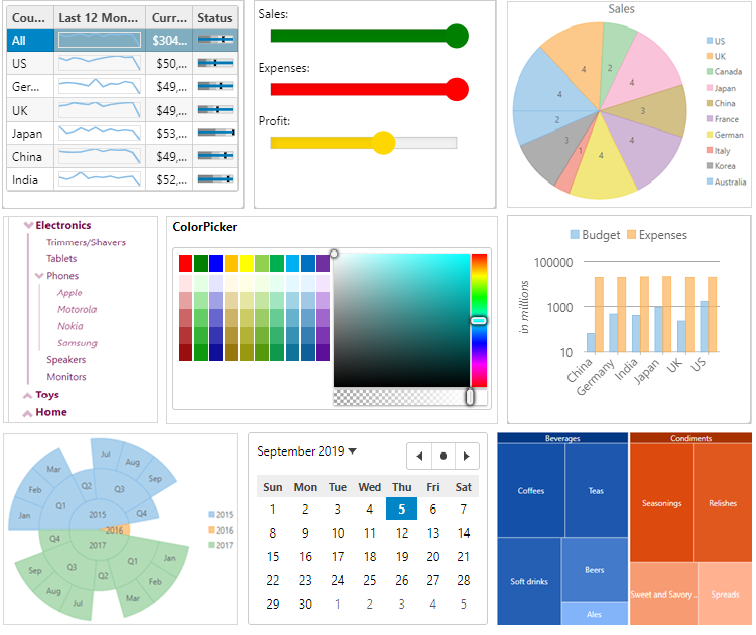 Cou... Last 12 Mon... Curr... Status
All $304...
US $50,...
Ger... $49,...
UK $49,...
Japan $53,...
China $49,...
India $52,...
Sales:
Expenses:
Profit:
Sales
2
4
4
3
4
4
1
3
2
4
4
US
UK
Canada
Japan
China
France
German
Italy
Korea
Australia
Electronics
Trimmers/Shavers
Tablets
Phones
Apple
Motorola
Nokia
Samsung
Speakers
Monitors
Toys
Home
ColorPicker
Budget Expenses
in millions
100000
1000
10
China Germany India Japan UK US
Jul
Aug
Sep
Mar
Feb
Jan
Q2
Q3
Q1
Q4
2015
2016
2017
Q4
Q3
Q2
Q1
Sep
Aug
Jul
Jan
Feb
Mar
2015
2016
2017
September 2019
Sun Mon Tue Wed Thu Fri Sat
1 2 3 4 5 6 7
8 9 10 11 12 13 14
15 16 17 18 19 20 21
22 23 24 25 26 27 28
29 30 1 2 3 4 5
Beverages
Coffees
Teas
Soft drinks
Beers
Ales
Condiments
Seasonings
Relishes
Sweet and Savory ...
Spreads